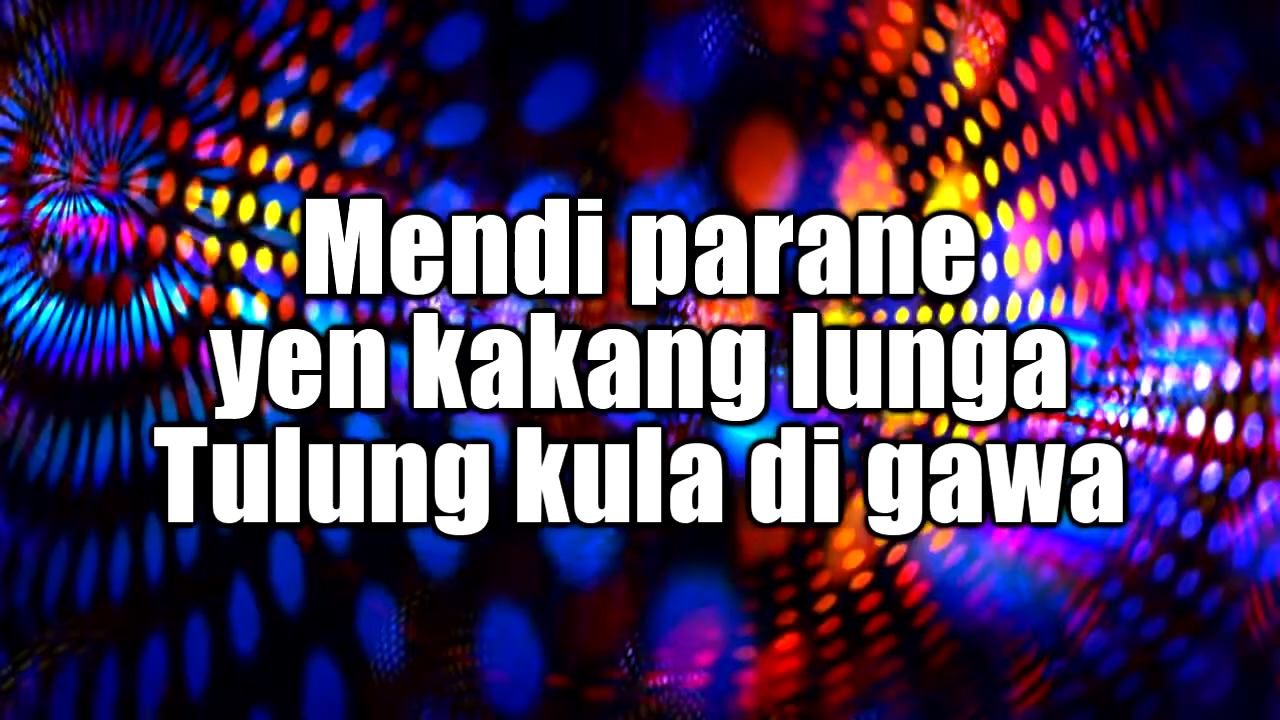 Mendi parane
yen kakang lunga
Tulung kula di gawa